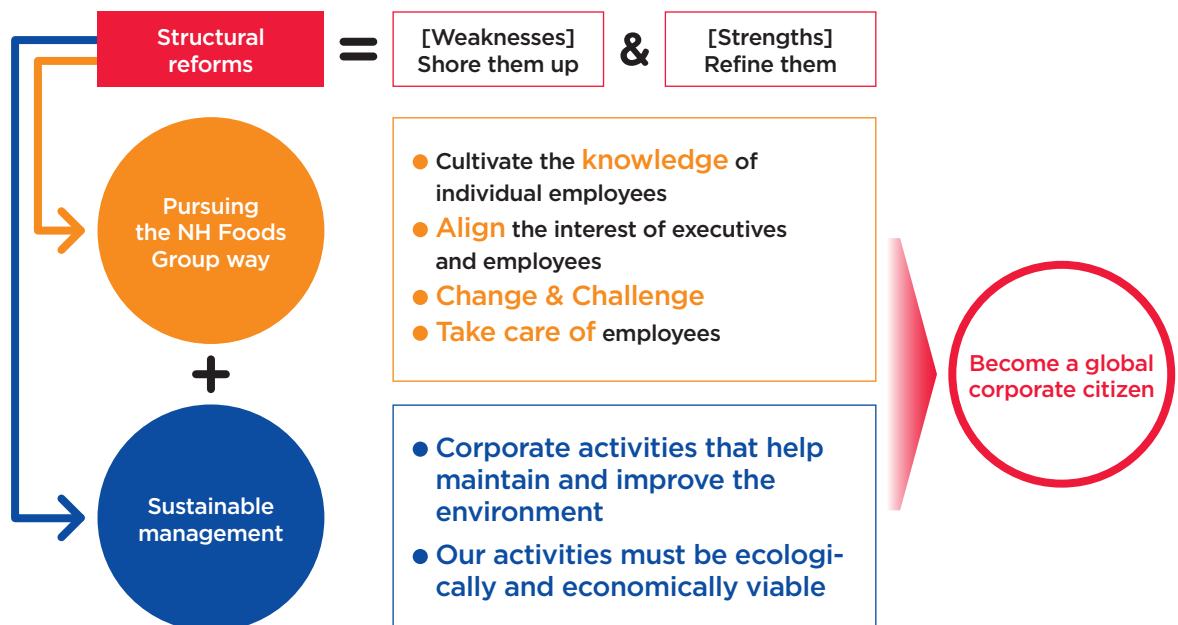 Structural
reforms
=
[Weaknesses]
Shore them up
&
[Strengths]
Refine them
Pursuing
the NH Foods
Group way
● Cultivate the knowledge of
individual employees
● Align the interest of executives
and employees
● Change & Challenge
● Take care of employees
+
Sustainable
management
● Corporate activities that help
maintain and improve the
environment
● Our activities must be ecologi-
cally and economically viable
Become a global
corporate citizen